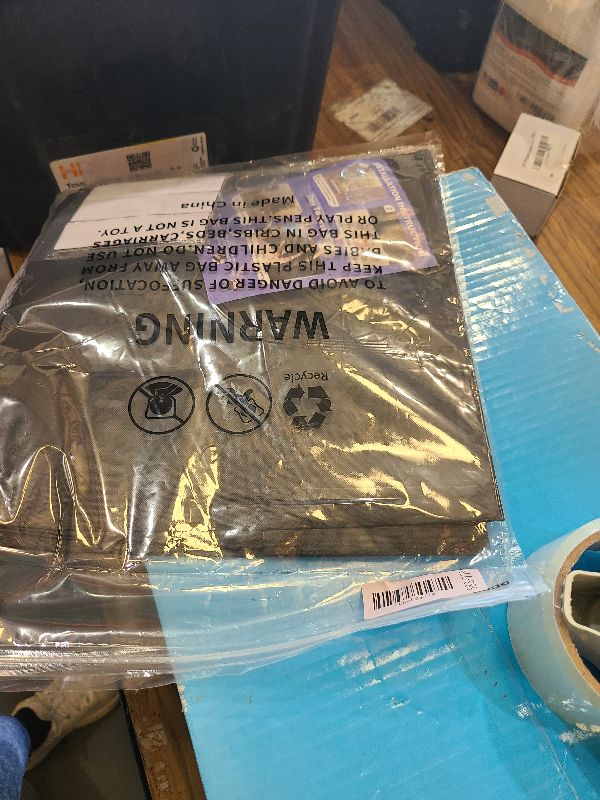 Recycle
WARNING
TO AVOID DANGER OF SUFFOCATION,
KEEP THIS PLASTIC BAG AWAY FROM
BABIES AND CHILDREN.DO NOT USE
THIS BAG IN CRIBS,BEDS,CARRIAGES
OR PLAY PENS.THIS BAG IS NOT A TOY.
Made in China
HI